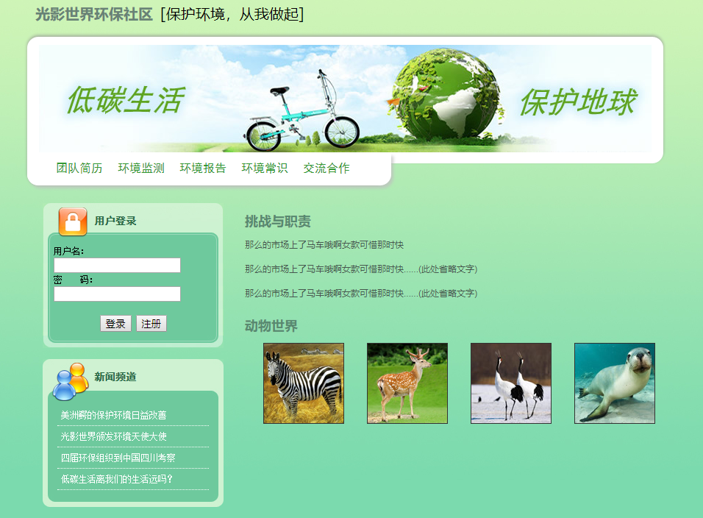 光影世界环保社区 [保护环境，从我做起]
低碳生活
保护地球
团队简历 环境监测 环境报告 环境常识 交流合作
用户登录
用户名:
密 码:
登录 注册
新闻频道
美洲鳄的保护环境日益改善
光影世界颁发环境天使大使
四届环保组织到中国四川考察
低碳生活离我们的生活远吗?
挑战与职责
那么的市场上了马车哦啊女款可惜那时快
那么的市场上了马车哦啊女款可惜那时快......(此处省略文字)
那么的市场上了马车哦啊女款可惜那时快......(此处省略文字)
动物世界